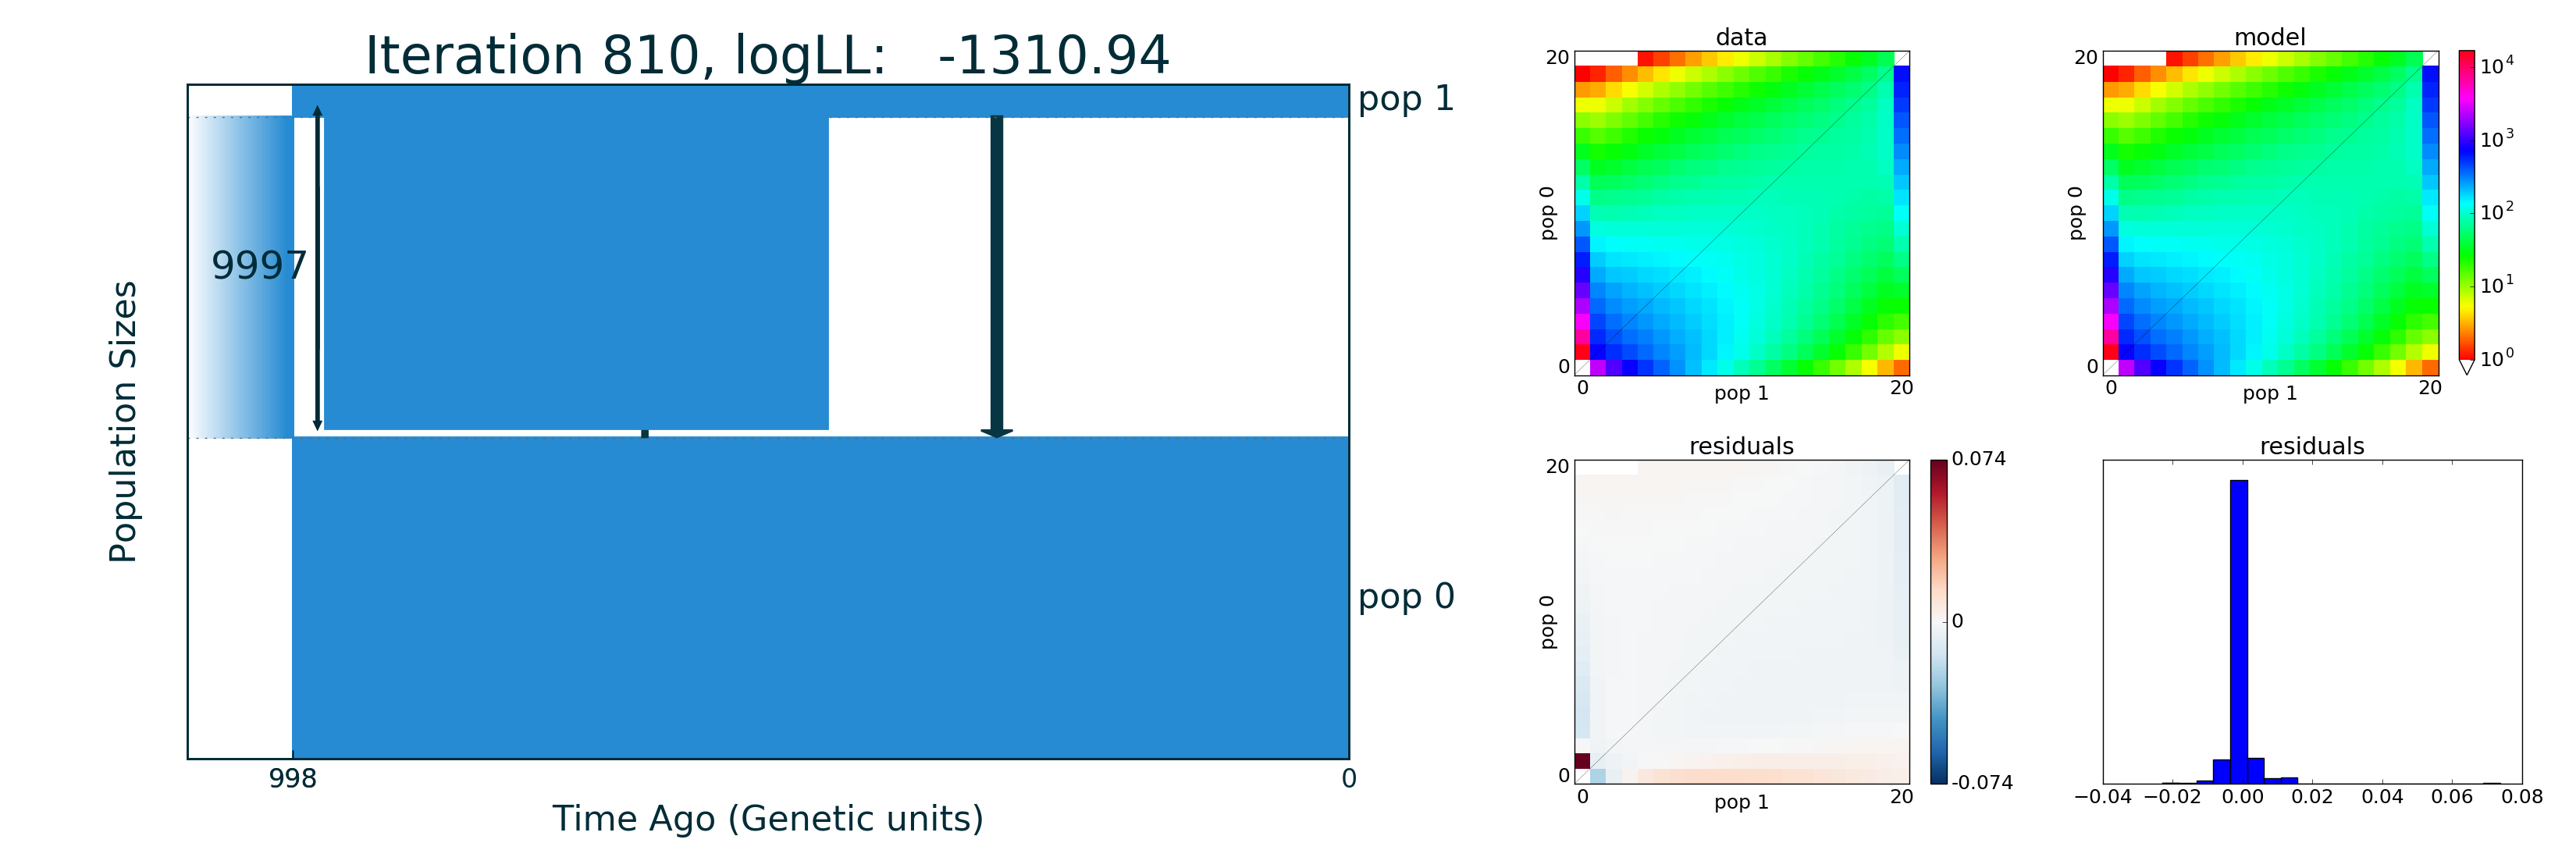 Iteration 810, logLL:   -1310.94
Population Sizes
9997
pop 1
pop 0
998
0
Time Ago (Genetic units)
data
20
0
pop 0
0
20
pop 1
model
20
0
pop 0
0
20
pop 1
10^4
10^3
10^2
10^1
10^0
residuals
20
0
pop 0
0
20
pop 1
0.074
0
-0.074
residuals
−0.04 −0.02 0.00 0.02 0.04 0.06 0.08